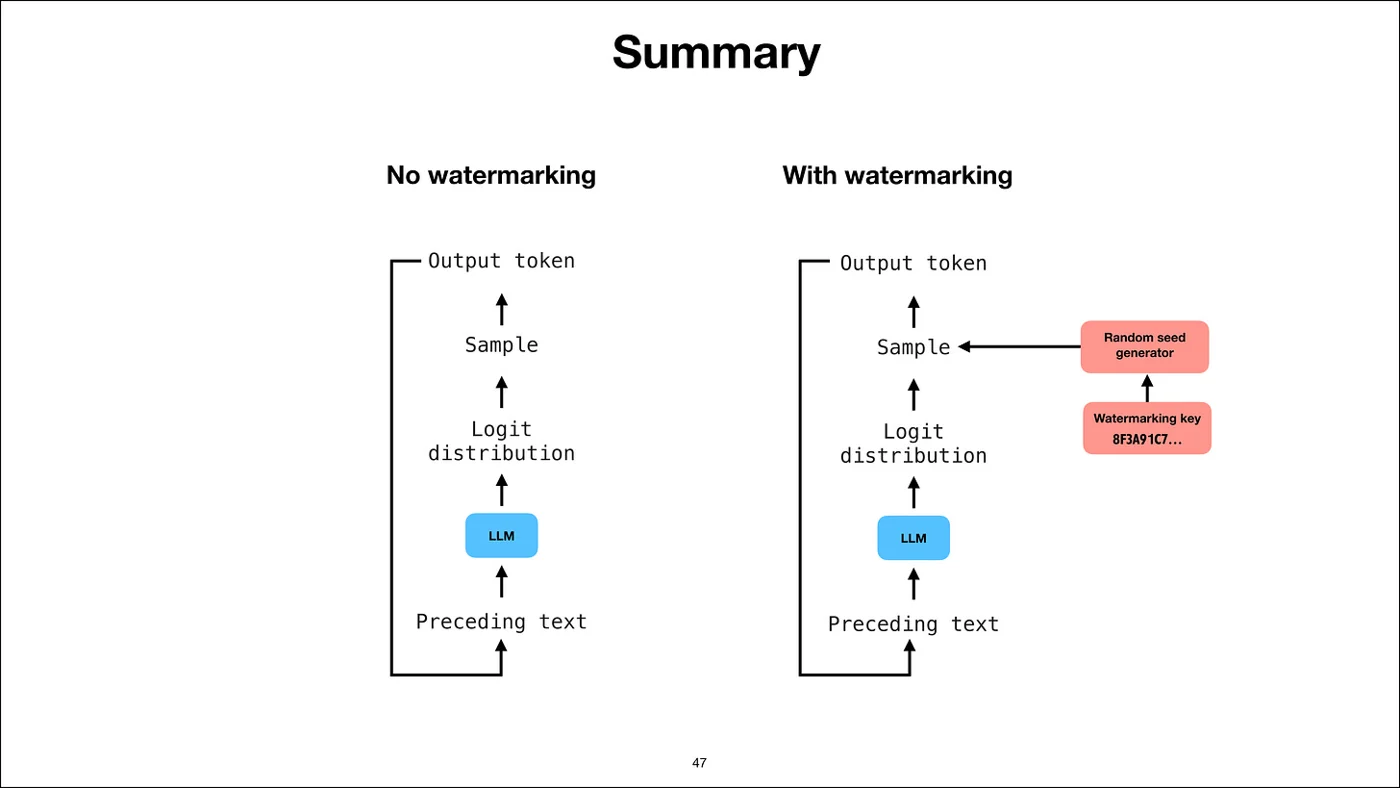 Summary
No watermarking
Output token
Sample
Logit
distribution
LLM
Preceding text
With watermarking
Output token
Sample
Logit
distribution
LLM
Preceding text
Random seed
generator
Watermarking key
8F3A91C7...
47